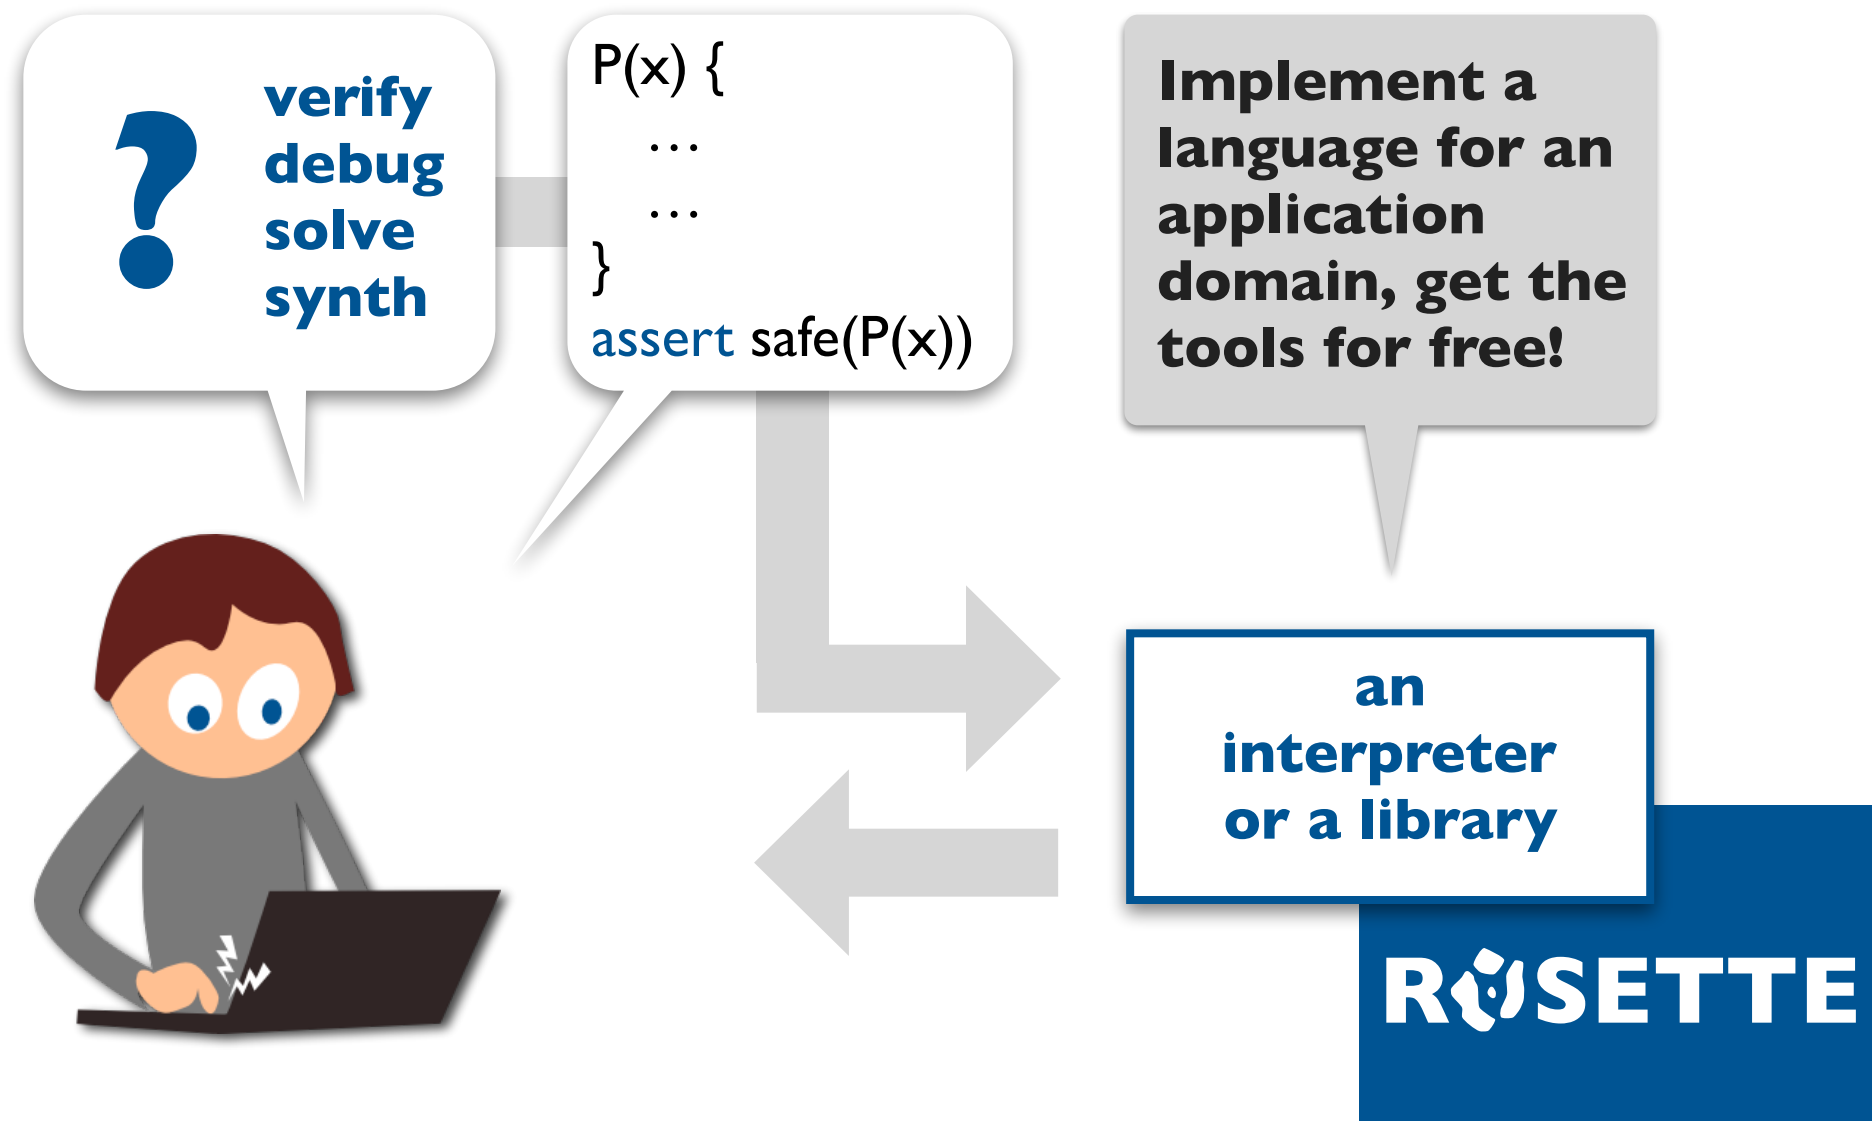 ?
verify
debug
solve
synth
P(x) {
…
…
}
assert safe(P(x))
Implement a
language for an
application
domain, get the
tools for free!
an
interpreter
or a library
ROSETTE